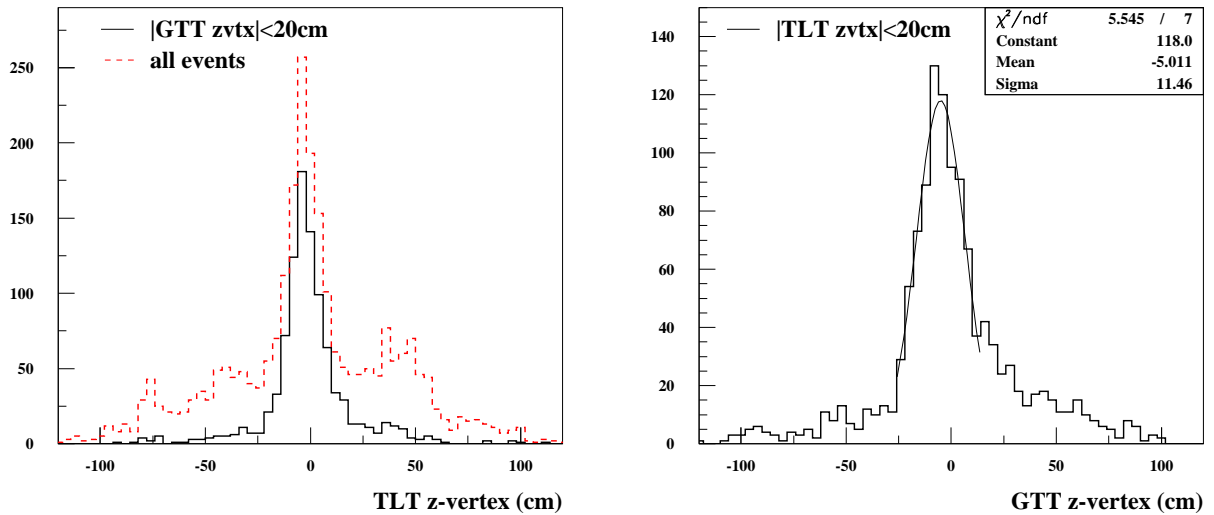 |GTT zvtx|<20cm
all events
250
200
150
100
50
0
-100 -50 0 50 100
TLT z-vertex (cm)
|TLT zvtx|<20cm
χ²/ndf 5.545 / 7
Constant 118.0
Mean -5.011
Sigma 11.46
140
120
100
80
60
40
20
0
-100 -50 0 50 100
GTT z-vertex (cm)